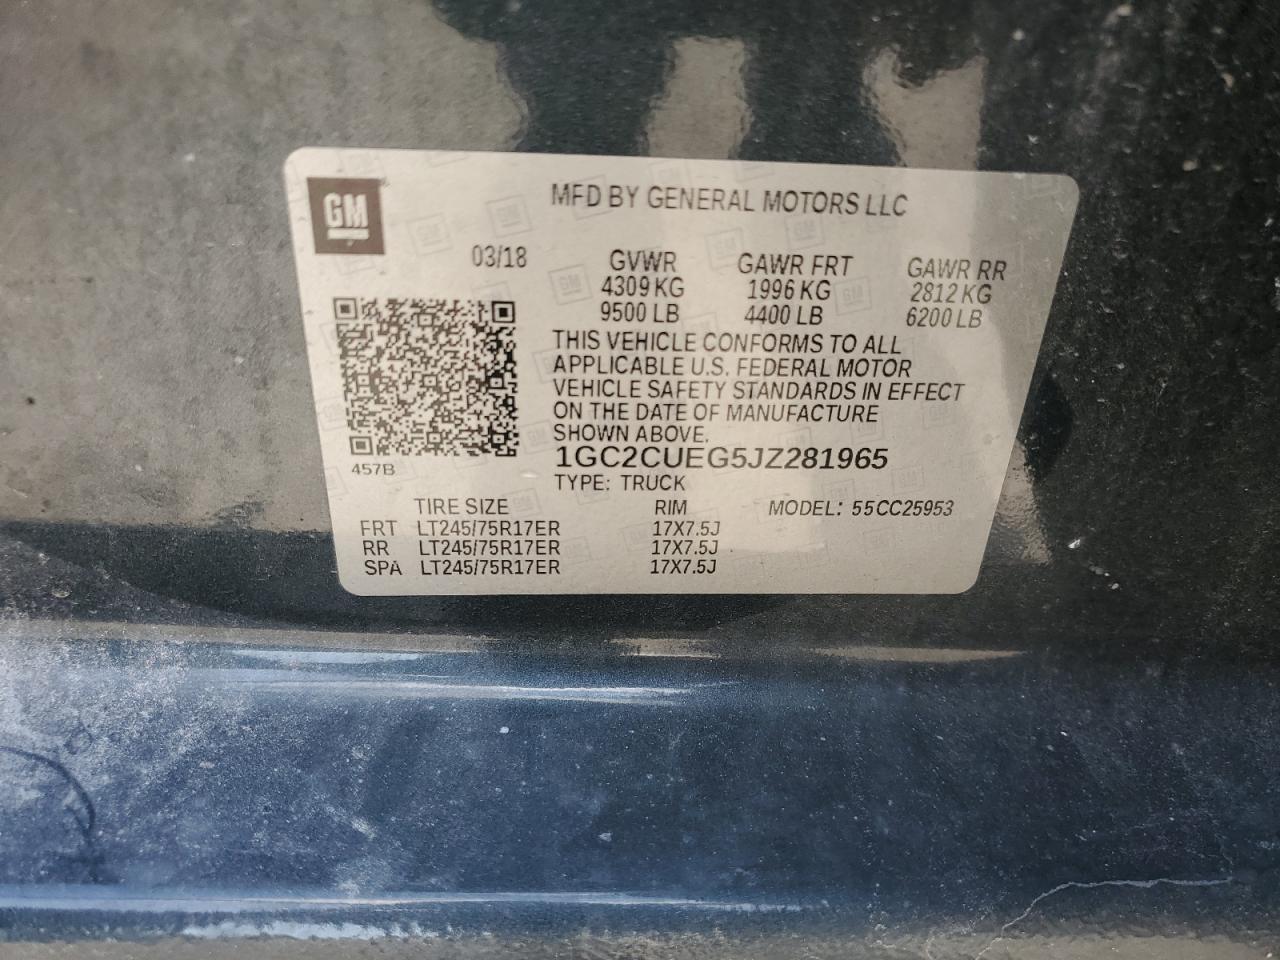 GM
MFD BY GENERAL MOTORS LLC
03/18 GVWR GAWR FRT GAWR RR
4309 KG 1996 KG 2812 KG
9500 LB 4400 LB 6200 LB
THIS VEHICLE CONFORMS TO ALL
APPLICABLE U.S. FEDERAL MOTOR
VEHICLE SAFETY STANDARDS IN EFFECT
ON THE DATE OF MANUFACTURE
SHOWN ABOVE.
1GC2CUEG5JZ281965
457B
TYPE: TRUCK
TIRE SIZE RIM MODEL: 55CC25953
FRT LT245/75R17ER 17X7.5J
RR LT245/75R17ER 17X7.5J
SPA LT245/75R17ER 17X7.5J